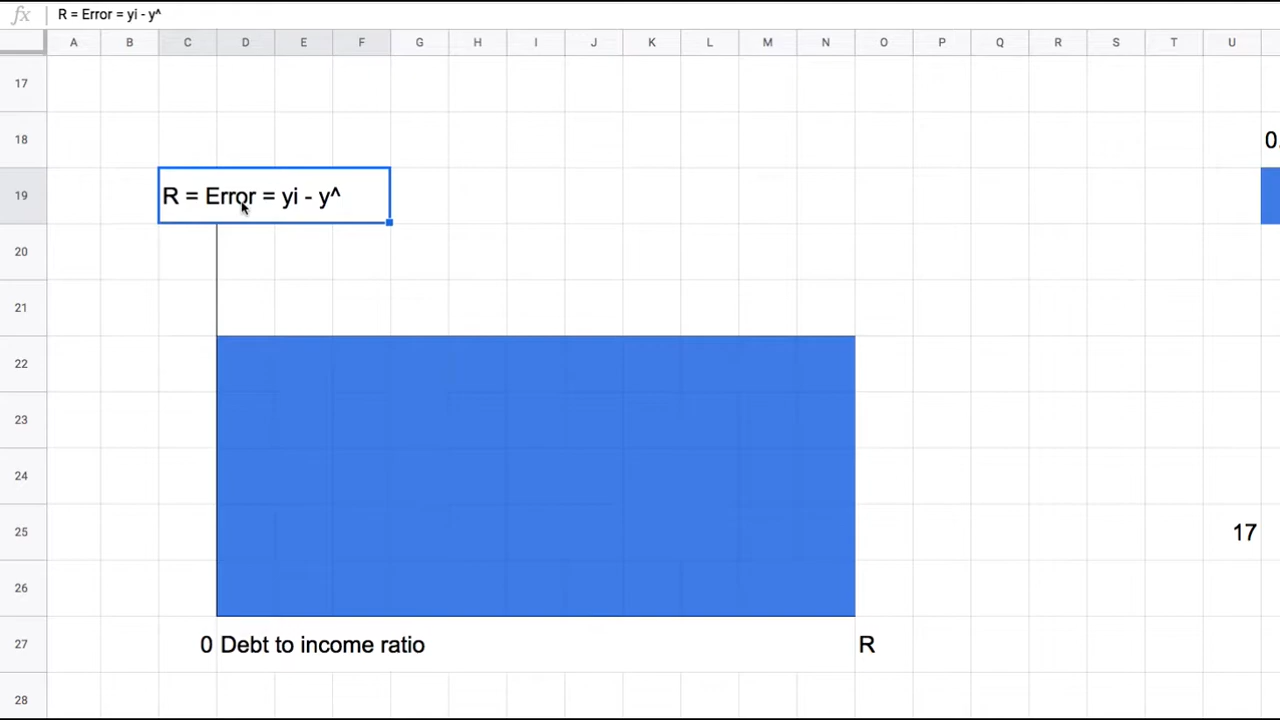 fx R = Error = yi - y^
A B C D E F G H I J K L M N O P Q R S T U
17
18 0.
19 R = Error = yi - y^
20
21
22
23
24
25 17
26
27 0 Debt to income ratio R
28